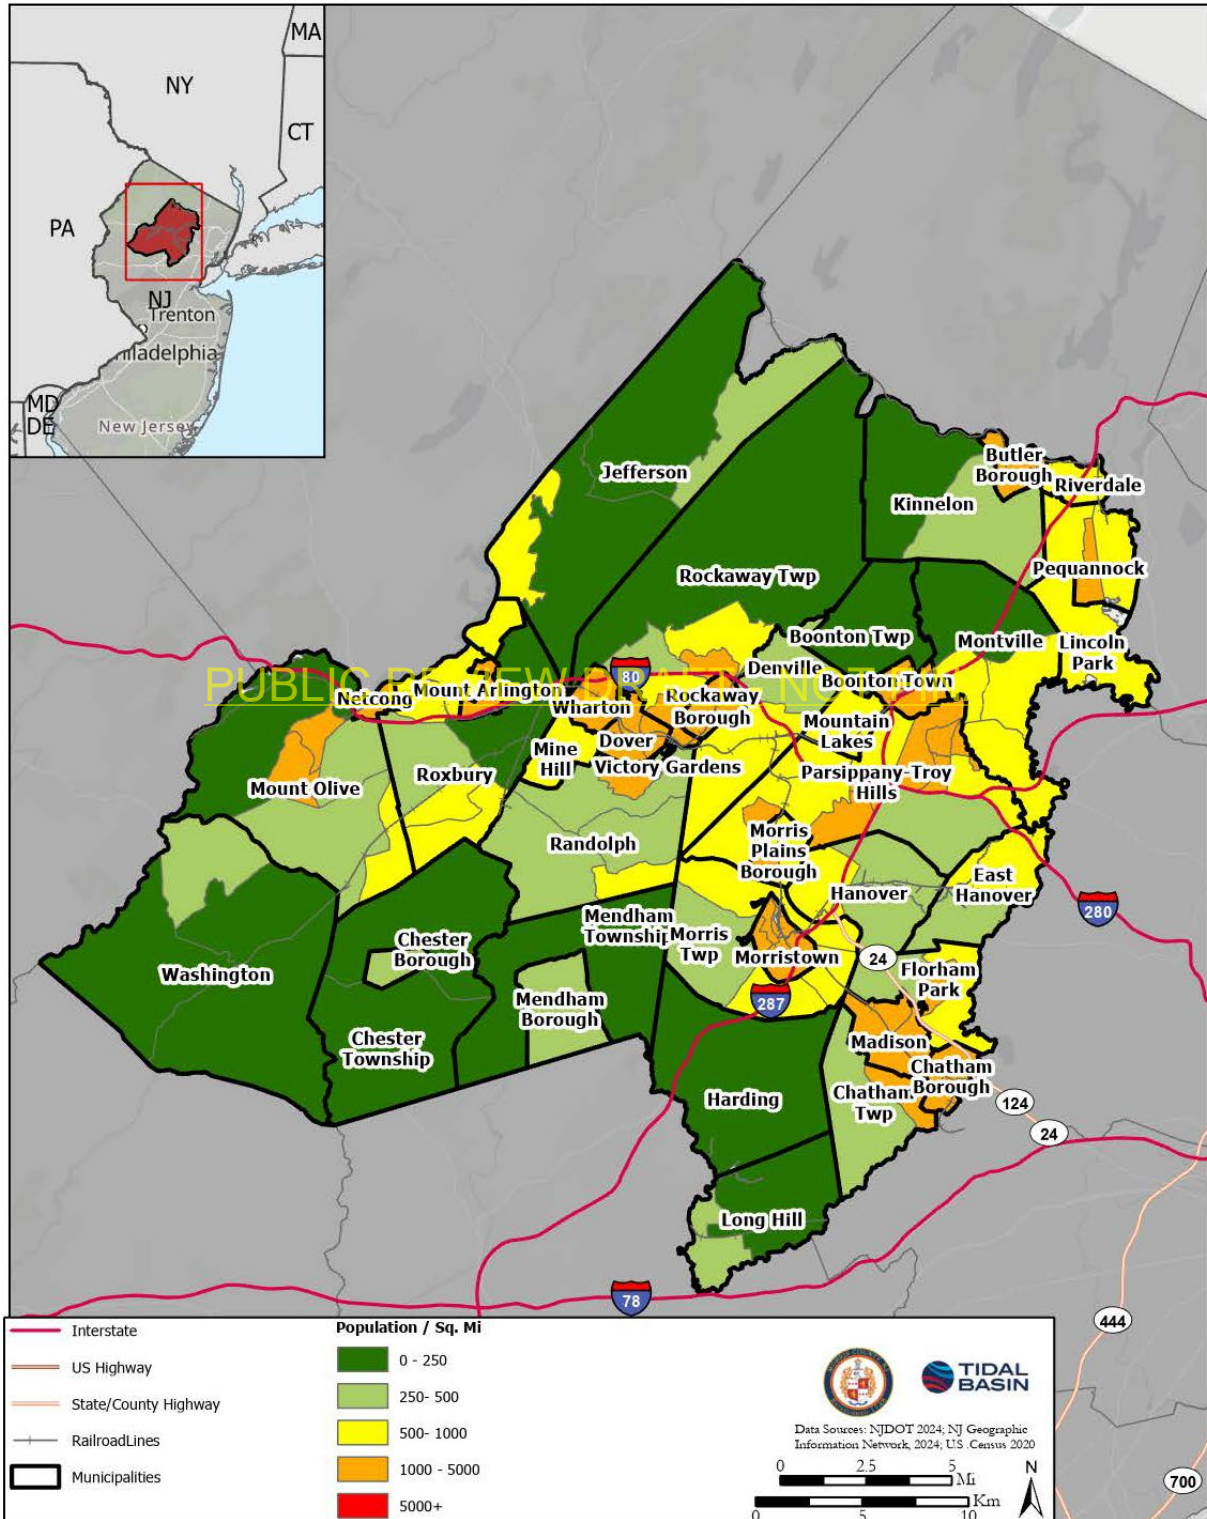 MA
NY
CT
PA
NJ
Trenton
iladelphia
MD
DE
New Jersey
Jefferson
Butler
Borough
Riverdale
Kinnelon
Pequannock
Rockaway Twp
Boonton Twp
Montville
Lincoln
Park
Denville
PUBLIC REVIEW DRAFT - NOT FIN
80
Netcong
Mount Arlington
Wharton
Rockaway
Borough
Boonton Town
Mountain
Lakes
Mine
Hill
Dover
Victory Gardens
Parsippany-Troy
Hills
Mount Olive
Roxbury
Randolph
Morris
Plains
Borough
Hanover
East
Hanover
280
Mendham
Township
Morris
Twp
Morristown
Chester
Borough
Washington
24
Florham
Park
287
Mendham
Borough
Chester
Township
Madison
Chatham
Borough
Harding
Chatham
Twp
124
24
Long Hill
78
444
700
Interstate
US Highway
State/County Highway
RailroadLines
Municipalities
Population / Sq. Mi
0 - 250
250- 500
500- 1000
1000 - 5000
5000+
TIDAL
BASIN
Data Sources: NJDOT 2024; NJ Geographic
Information Network, 2024; U.S. Census 2020
0 2.5 5
Mi
Km
0 5 10
N